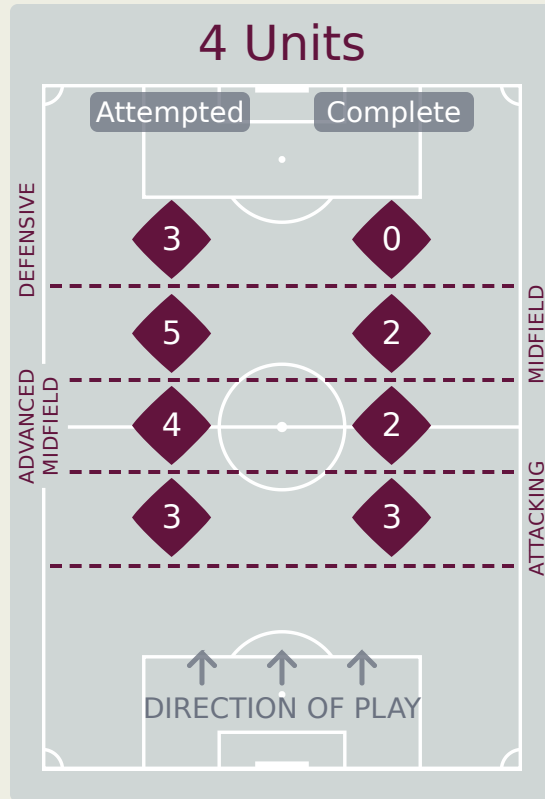 4 Units
Attempted
Complete
DEFENSIVE
3
0
MIDFIELD
5
2
ADVANCED
MIDFIELD
4
2
ATTACKING
3
3
DIRECTION OF PLAY